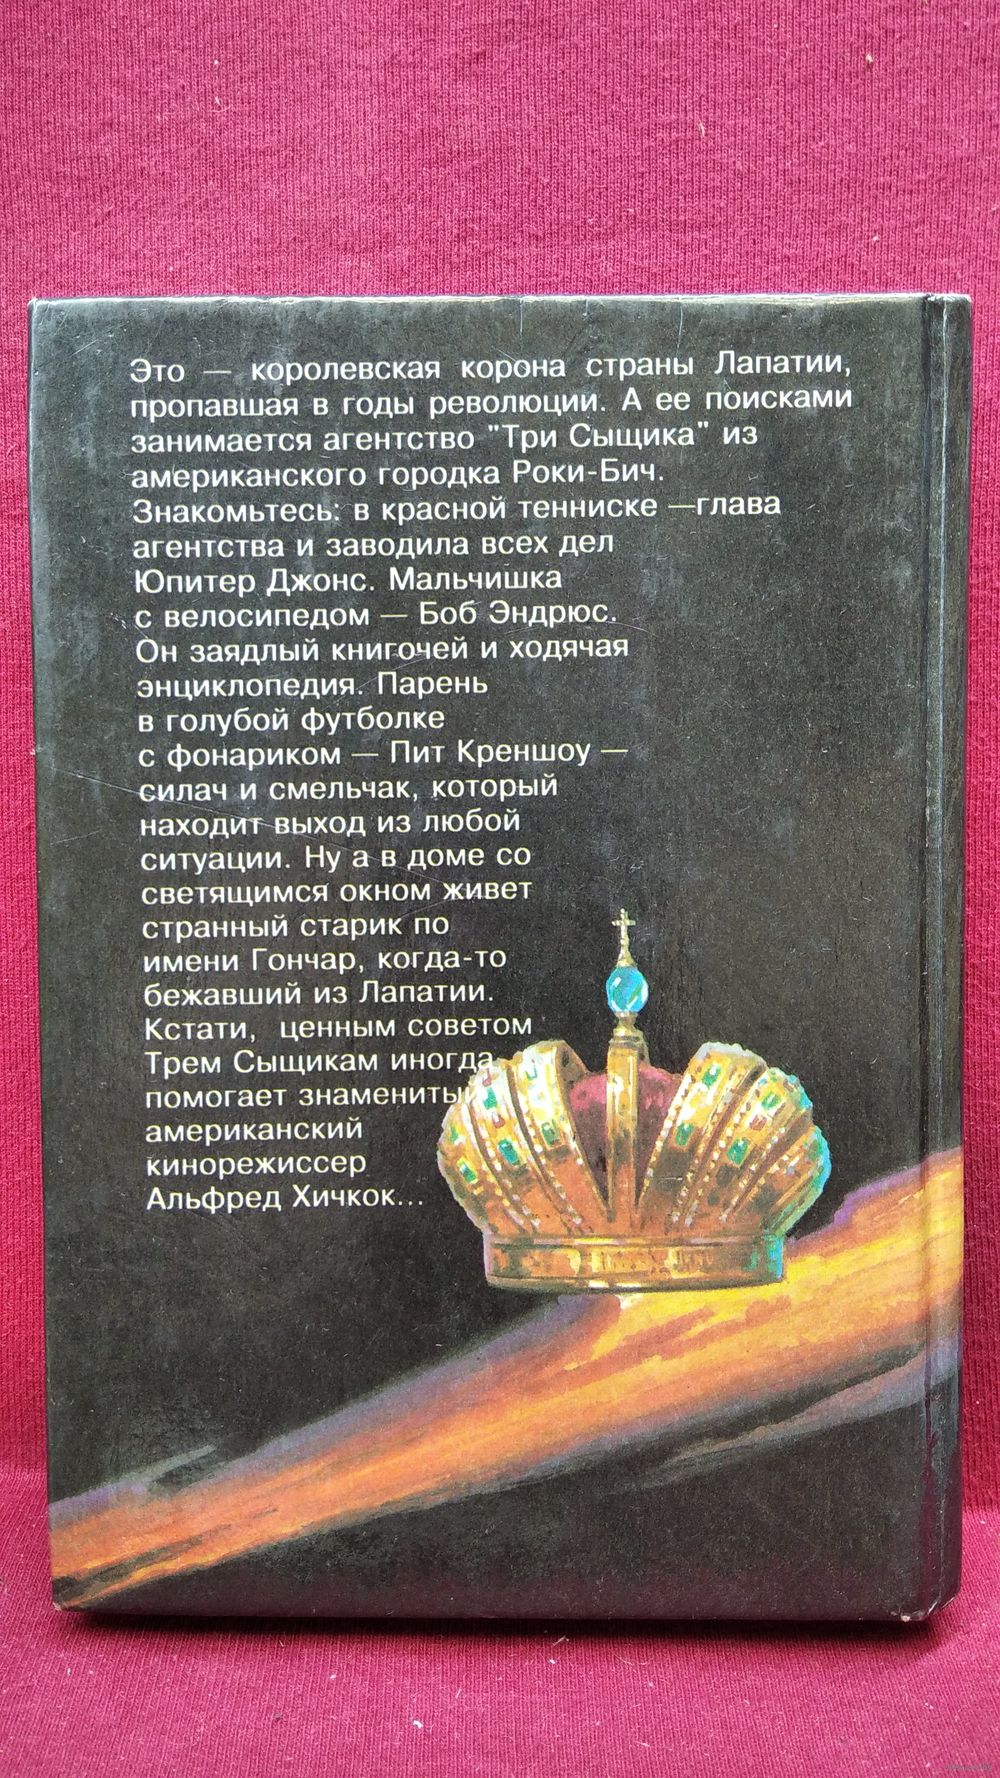 Это — королевская корона страны Лапатии,
пропавшая в годы революции. А ее поисками
занимается агентство "Три Сыщика" из
американского городка Роки-Бич.
Знакомьтесь: в красной тенниске —глава
агентства и заводила всех дел
Юпитер Джонс. Мальчишка
с велосипедом — Боб Эндрюс.
Он заядлый книгочей и ходячая
энциклопедия. Парень
в голубой футболке
с фонариком — Пит Креншоу —
силач и смельчак, который
находит выход из любой
ситуации. Ну а в доме со
светящимся окном живет
странный старик по
имени Гончар, когда-то
бежавший из Лапатии.
Кстати, ценным советом
Трем Сыщикам иногда
помогает знаменитый
американский
кинорежиссер
Альфред Хичкок...